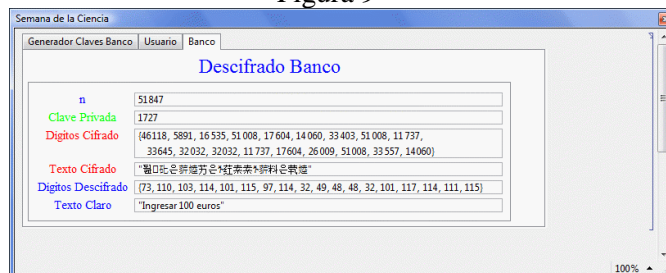 Semana de la Ciencia
Generador Claves Banco Usuario Banco
Descifrado Banco
n 51847
Clave Privada 1727
Digitos Cifrado {46118, 5891, 16535, 51008, 17604, 14060, 33403, 51008, 11737,
33645, 32032, 32032, 11737, 17604, 26009, 51008, 33557, 14060}
Texto Cifrado
Digitos Descifrado {73, 110, 103, 114, 101, 115, 97, 114, 32, 49, 48, 48, 32, 101, 117, 114, 111, 115}
Texto Claro "Ingresar 100 euros"
100%